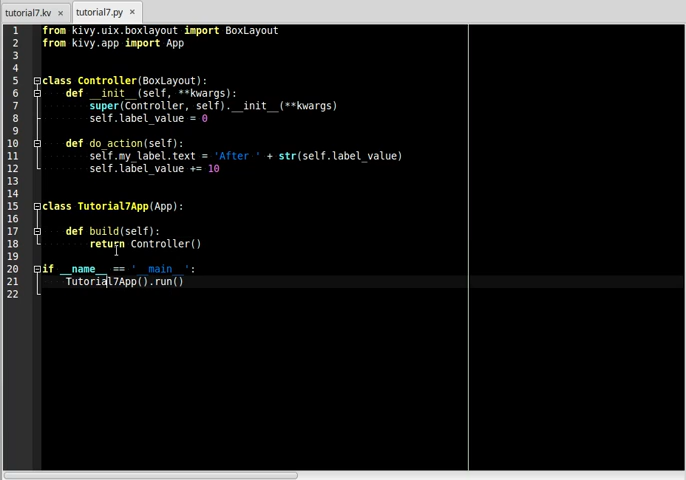 tutorial7.kv × tutorial7.py ×
1 from kivy.uix.boxlayout import BoxLayout
2 from kivy.app import App
3
4
5 class Controller(BoxLayout):
6 def __init__(self, **kwargs):
7 super(Controller, self).__init__(**kwargs)
8 self.label_value = 0
9
10 def do_action(self):
11 self.my_label.text = 'After ' + str(self.label_value)
12 self.label_value += 10
13
14
15 class Tutorial7App(App):
16
17 def build(self):
18 return Controller()
19
20 if __name__ == '__main__':
21 Tutorial7App().run()
22